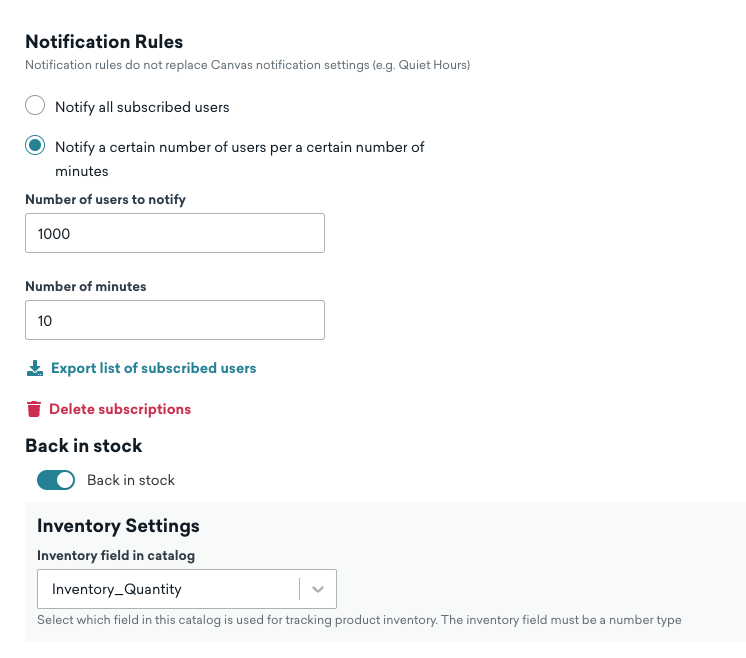 Notification Rules
Notification rules do not replace Canvas notification settings (e.g. Quiet Hours)
Notify all subscribed users
Notify a certain number of users per a certain number of
minutes
Number of users to notify
1000
Number of minutes
10
Export list of subscribed users
Delete subscriptions
Back in stock
Back in stock
Inventory Settings
Inventory field in catalog
Inventory_Quantity
Select which field in this catalog is used for tracking product inventory. The inventory field must be a number type